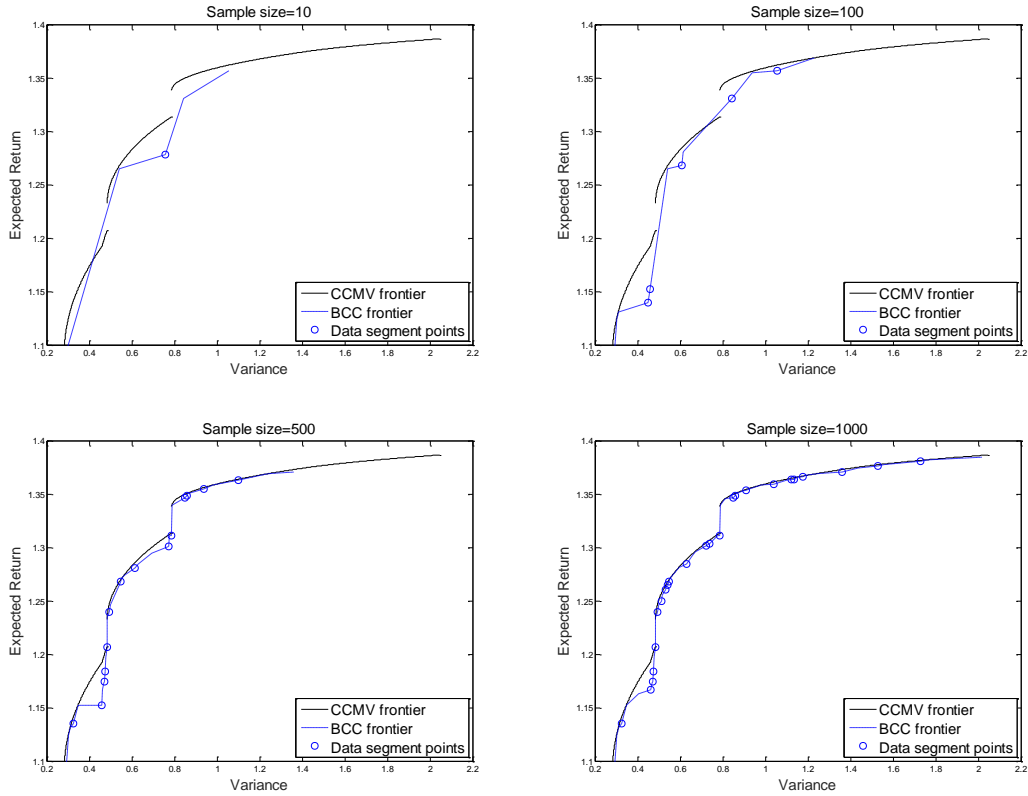 Sample size=10
1.4
1.35
1.3
1.25
1.2
1.15
1.1
Expected Return
0.2 0.4 0.6 0.8 1 1.2 1.4 1.6 1.8 2 2.2
Variance
CCMV frontier
BCC frontier
Data segment points
Sample size=100
1.4
1.35
1.3
1.25
1.2
1.15
1.1
Expected Return
0.2 0.4 0.6 0.8 1 1.2 1.4 1.6 1.8 2 2.2
Variance
CCMV frontier
BCC frontier
Data segment points
Sample size=500
1.4
1.35
1.3
1.25
1.2
1.15
1.1
Expected Return
0.2 0.4 0.6 0.8 1 1.2 1.4 1.6 1.8 2 2.2
Variance
CCMV frontier
BCC frontier
Data segment points
Sample size=1000
1.4
1.35
1.3
1.25
1.2
1.15
1.1
Expected Return
0.2 0.4 0.6 0.8 1 1.2 1.4 1.6 1.8 2 2.2
Variance
CCMV frontier
BCC frontier
Data segment points